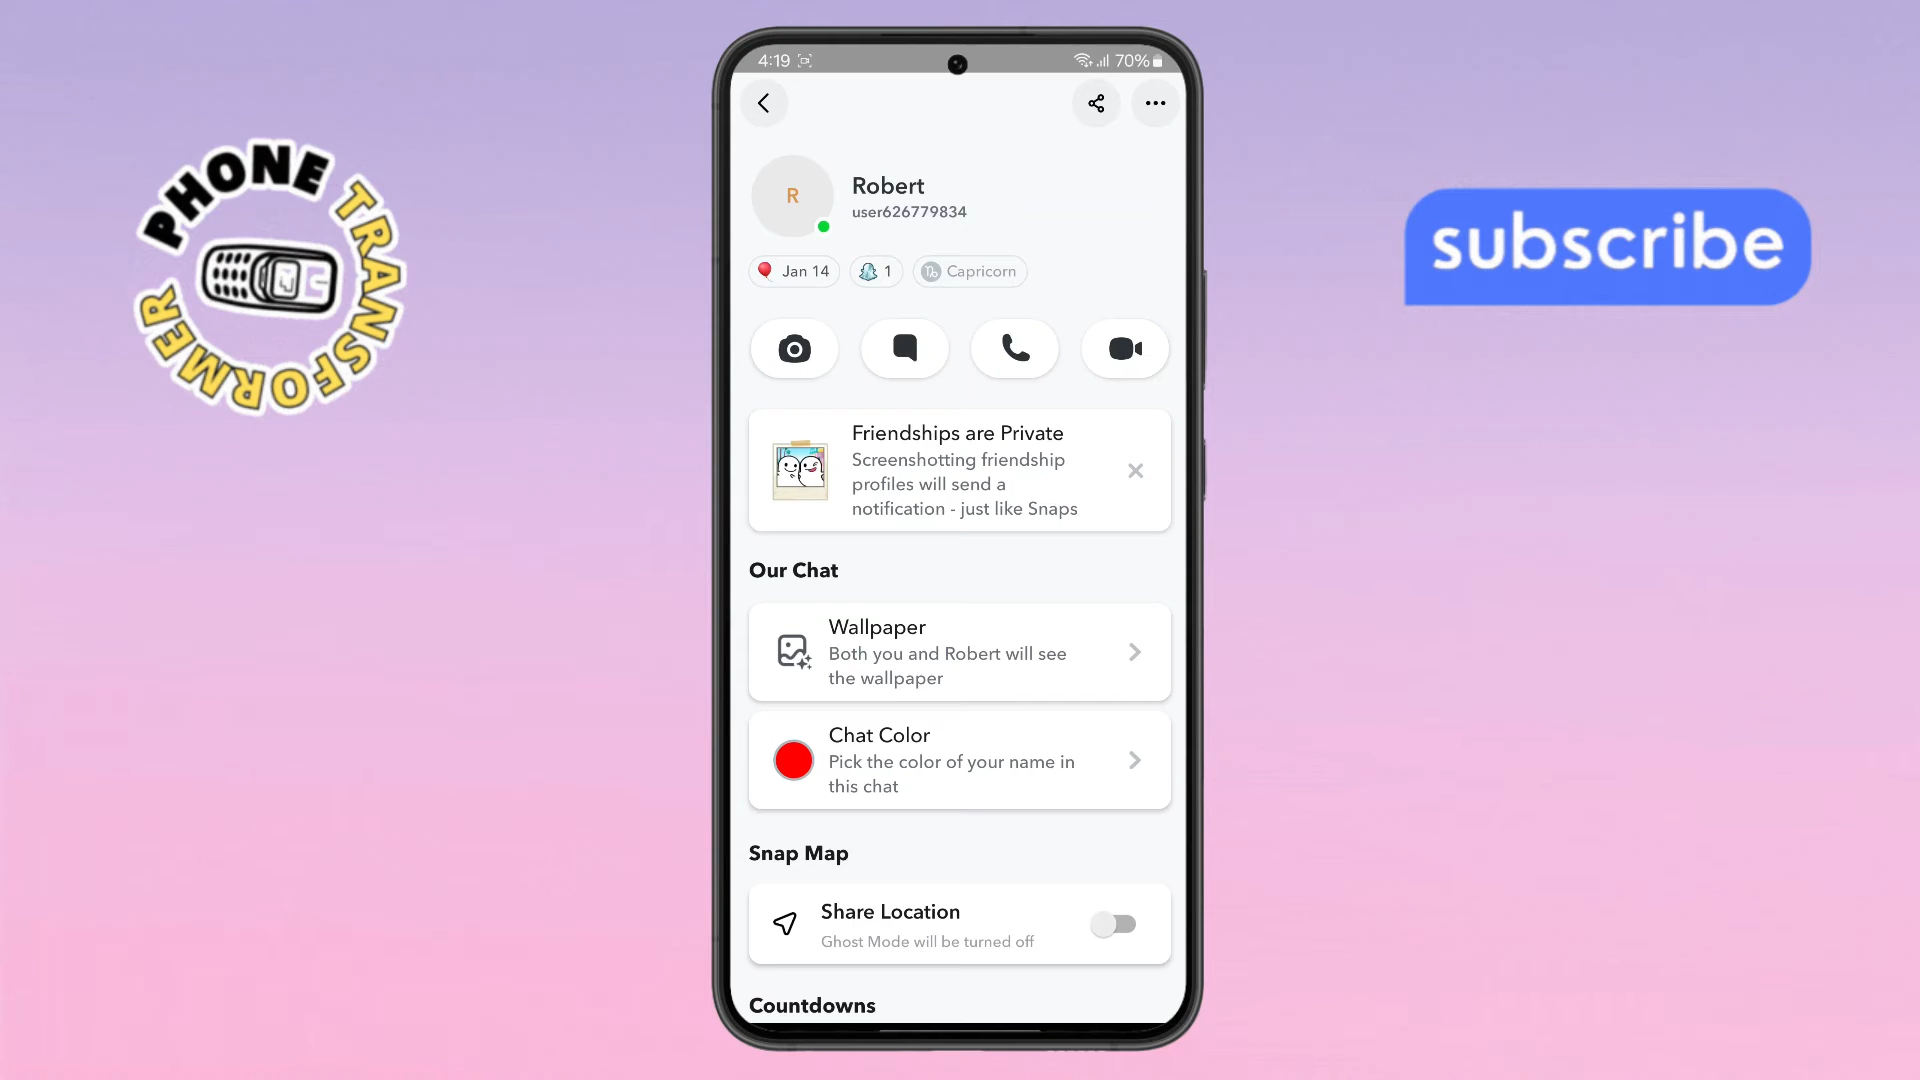 PHONE TRANSFORMER
subscribe
4:19
70%
R
Robert
user626779834
Jan 14
1
Capricorn
Friendships are Private
Screenshotting friendship
profiles will send a
notification - just like Snaps
Our Chat
Wallpaper
Both you and Robert will see
the wallpaper
Chat Color
Pick the color of your name in
this chat
Snap Map
Share Location
Ghost Mode will be turned off
Countdowns